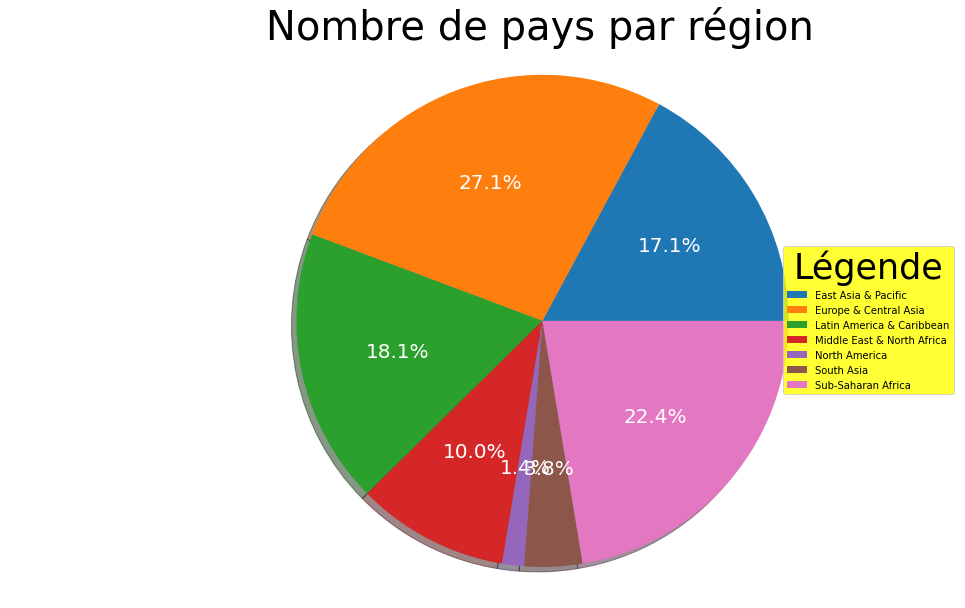 Nombre de pays par région
27.1%
17.1%
18.1%
22.4%
10.0%
1.4%
3.8%
Légende
East Asia & Pacific
Europe & Central Asia
Latin America & Caribbean
Middle East & North Africa
North America
South Asia
Sub-Saharan Africa